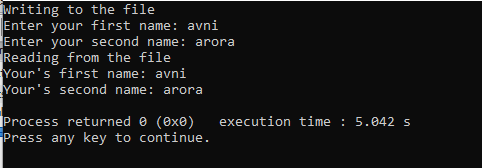 Writing to the file
Enter your first name: avni
Enter your second name: arora
Reading from the file
Your's first name: avni
Your's second name: arora
Process returned 0 (0x0)   execution time : 5.042 s
Press any key to continue.